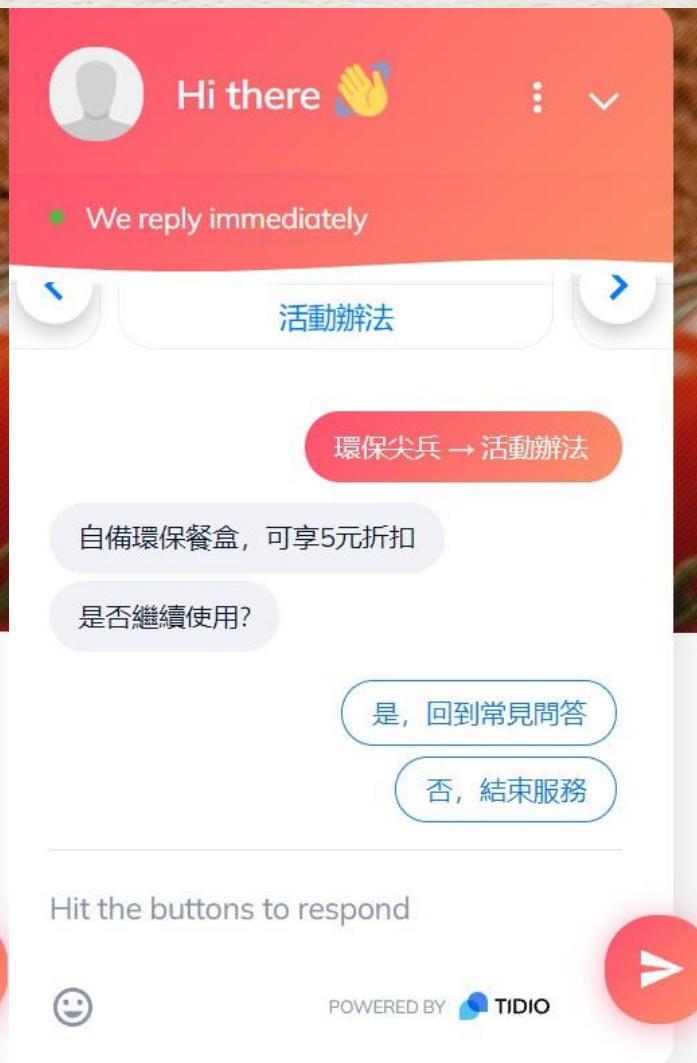 Hi there 👋
We reply immediately
活動辦法
環保尖兵 → 活動辦法
自備環保餐盒，可享5元折扣
是否繼續使用?
是，回到常見問答
否，結束服務
Hit the buttons to respond
POWERED BY TIDIO